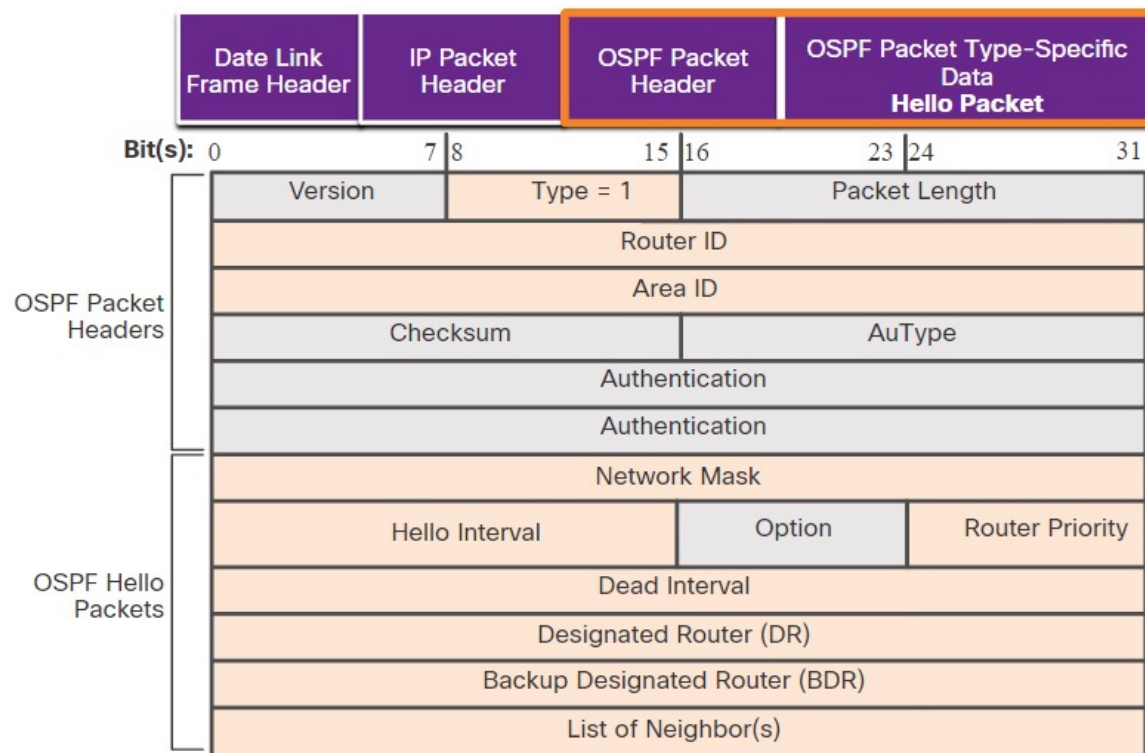 Date Link
Frame Header
IP Packet
Header
OSPF Packet
Header
OSPF Packet Type-Specific
Data
Hello Packet
Bit(s): 0 7 8 15 16 23 24 31
Version Type = 1 Packet Length
Router ID
Area ID
OSPF Packet
Headers
Checksum AuType
Authentication
Authentication
Network Mask
Hello Interval Option Router Priority
OSPF Hello
Packets
Dead Interval
Designated Router (DR)
Backup Designated Router (BDR)
List of Neighbor(s)